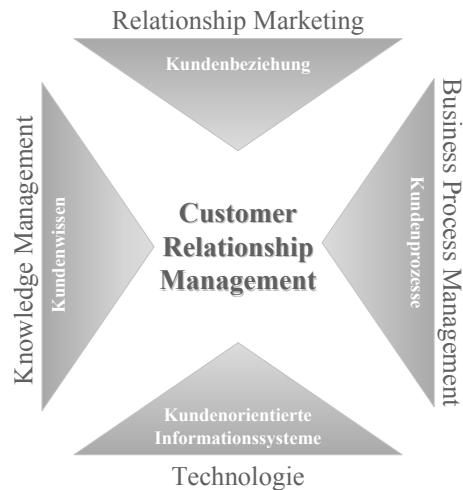 Relationship Marketing
Kundenbeziehung
Knowledge Management
Kundenwissen
Customer
Relationship
Management
Kundenprozesse
Business Process Management
Kundenorientierte
Informationssysteme
Technologie